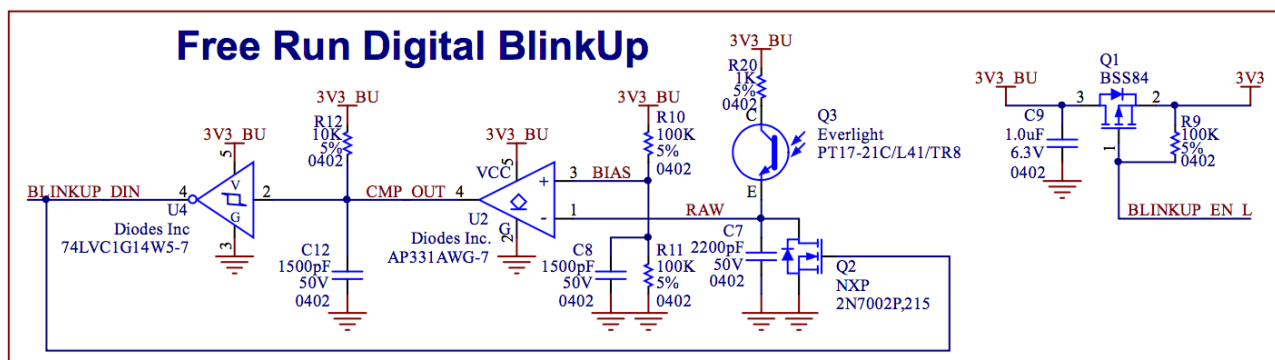 Free Run Digital BlinkUp
3V3_BU
R20
1K
5%
0402
C
Q3
Everlight
PT17-21C/L41/TR8
E
Q1
BSS84
3V3_BU
3V3
3
2
1
C9
1.0uF
6.3V
0402
R9
100K
5%
0402
BLINKUP_EN_L
3V3_BU
R12
10K
5%
0402
3V3_BU
R10
100K
5%
0402
3V3_BU
5
V
G
3
BLINKUP_DIN
4
2
U4
Diodes Inc
74LVC1G14W5-7
CMP_OUT
4
3V3_BU
VCC
5
+
-
G
2
3
BIAS
1
RAW
U2
Diodes Inc.
AP331AWG-7
C12
1500pF
50V
0402
C8
1500pF
50V
0402
R11
100K
5%
0402
C7
2200pF
50V
0402
Q2
NXP
2N7002P,215